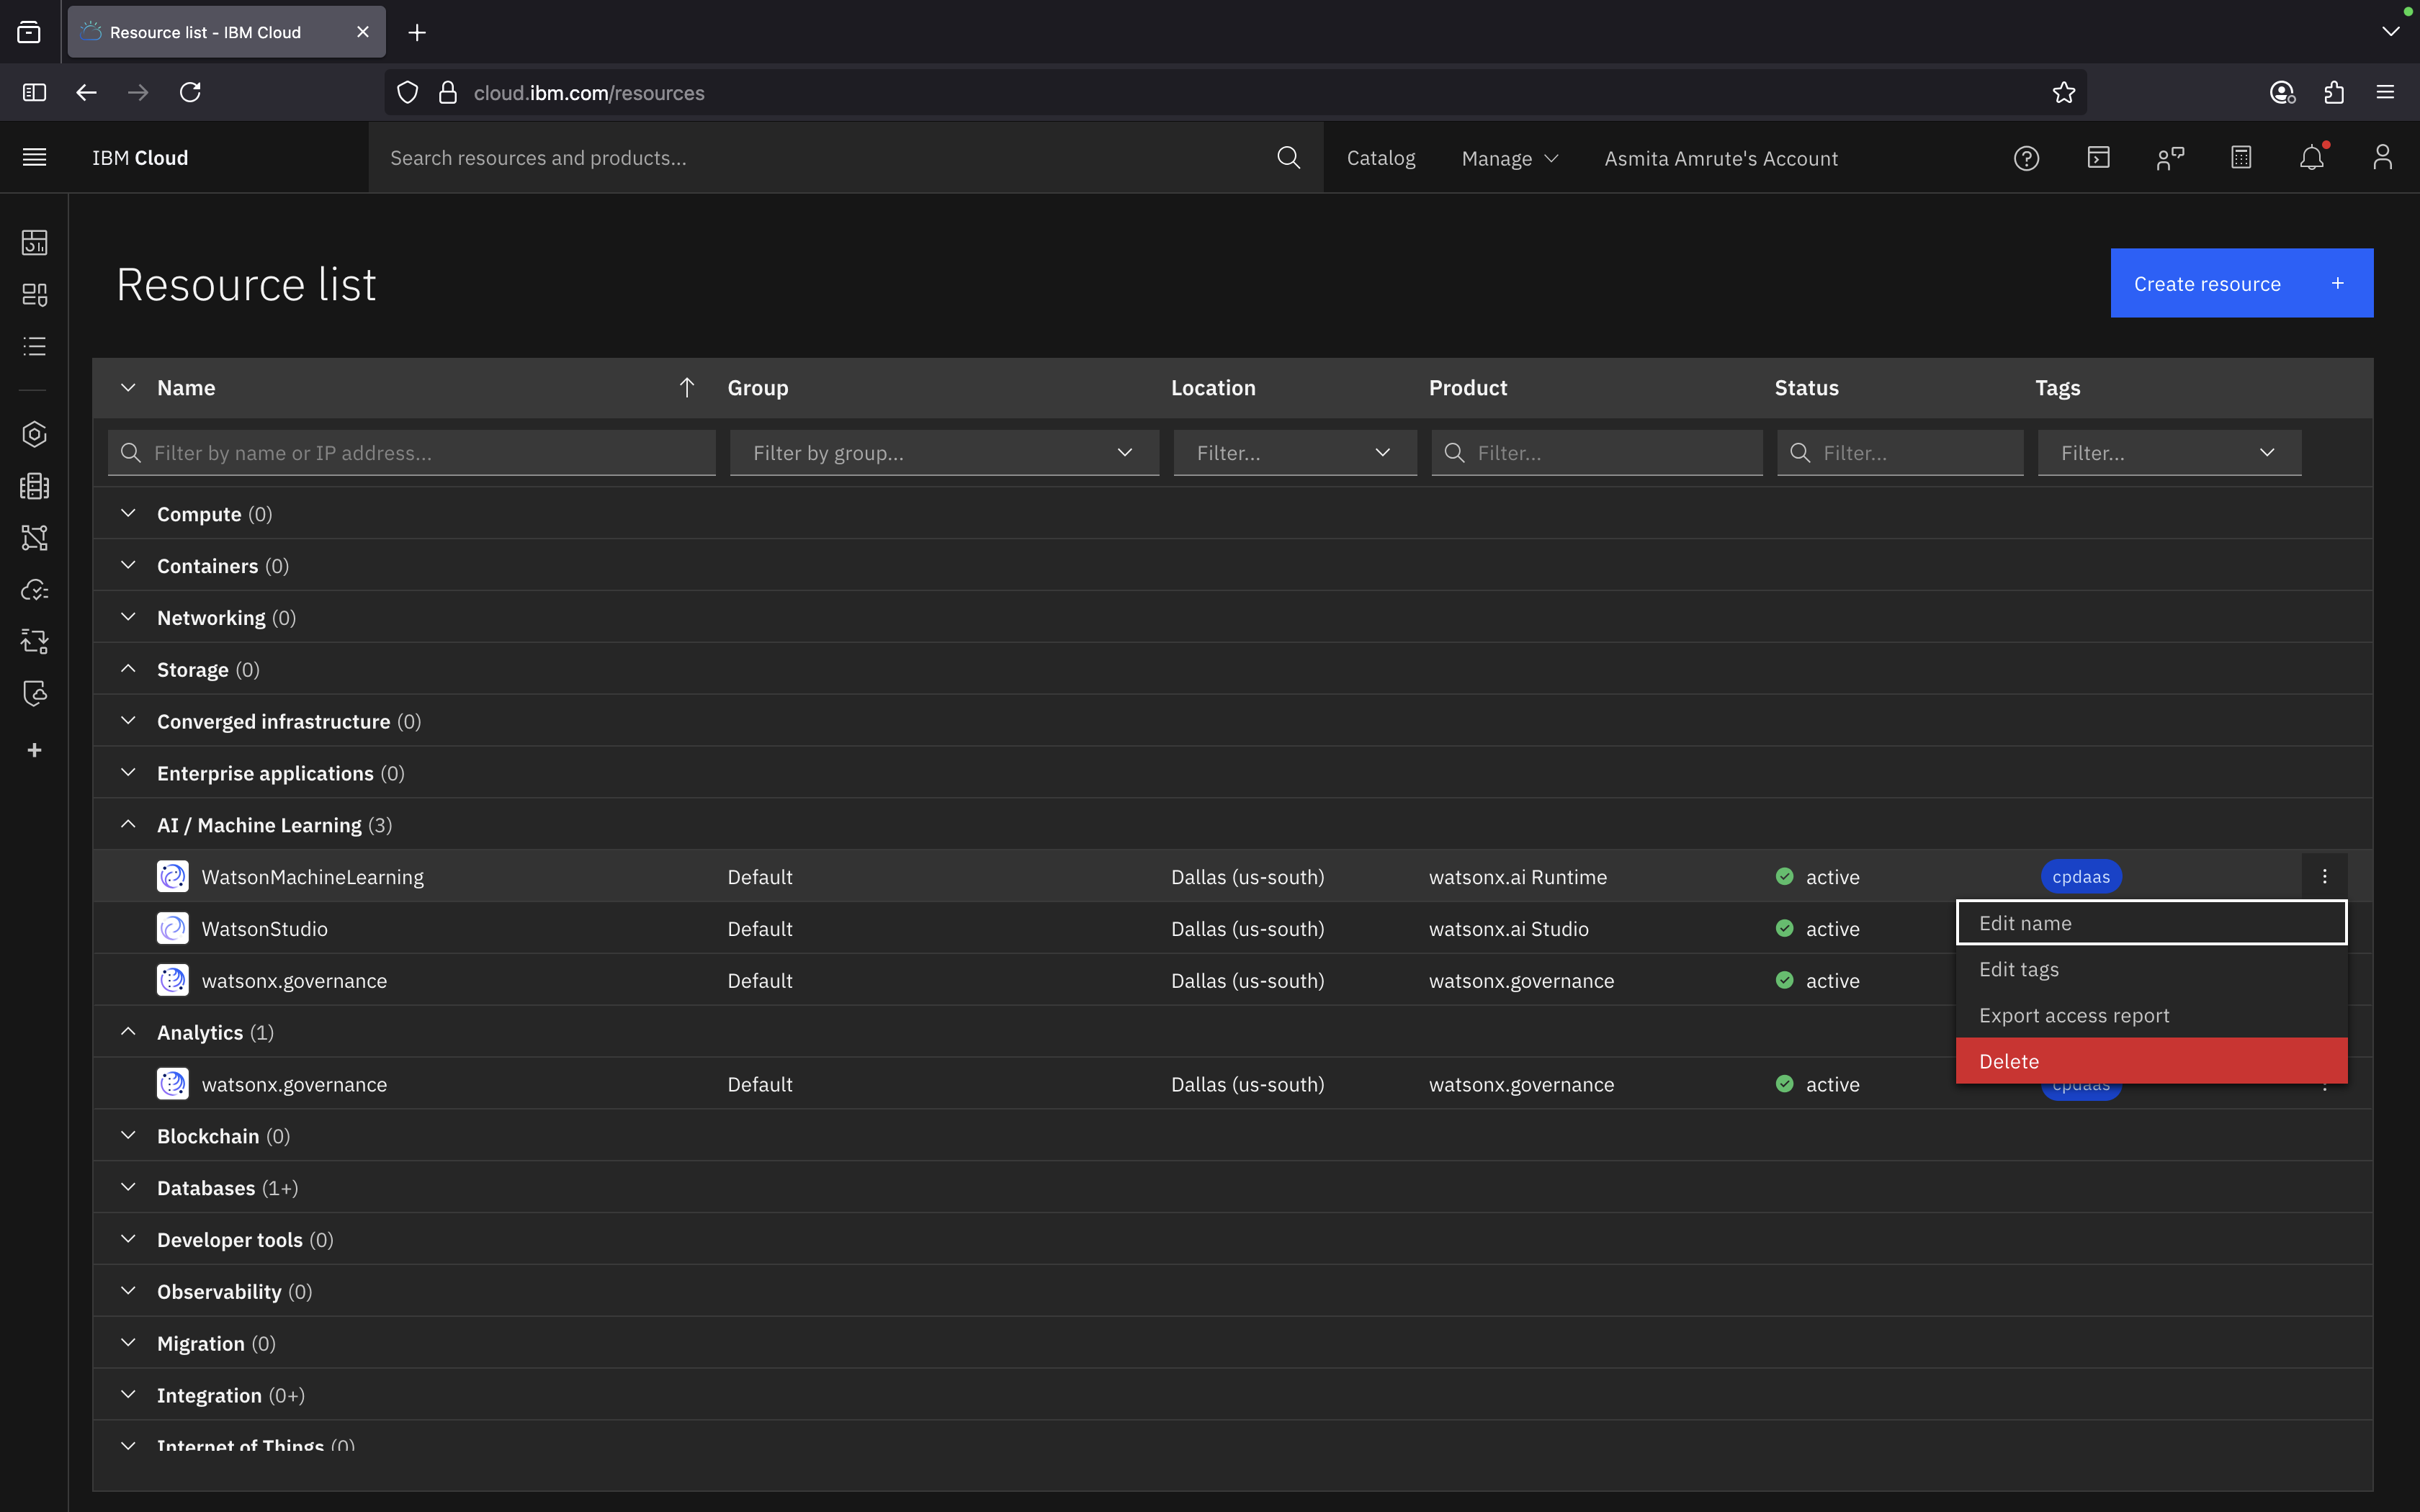 Resource list - IBM Cloud
cloud.ibm.com/resources
IBM Cloud
Search resources and products...
Catalog
Manage
Asmita Amrute's Account
Resource list
Create resource +
Name Group Location Product Status Tags
Filter by name or IP address... Filter by group... Filter... Filter... Filter... Filter...
Compute (0)
Containers (0)
Networking (0)
Storage (0)
Converged infrastructure (0)
Enterprise applications (0)
AI / Machine Learning (3)
WatsonMachineLearning Default Dallas (us-south) watsonx.ai Runtime active cpdaas
Edit name
WatsonStudio Default Dallas (us-south) watsonx.ai Studio active
Edit tags
watsonx.governance Default Dallas (us-south) watsonx.governance active
Export access report
Analytics (1)
Delete
watsonx.governance Default Dallas (us-south) watsonx.governance active cpdaas
Blockchain (0)
Databases (1+)
Developer tools (0)
Observability (0)
Migration (0)
Integration (0+)
Internet of Things (0)